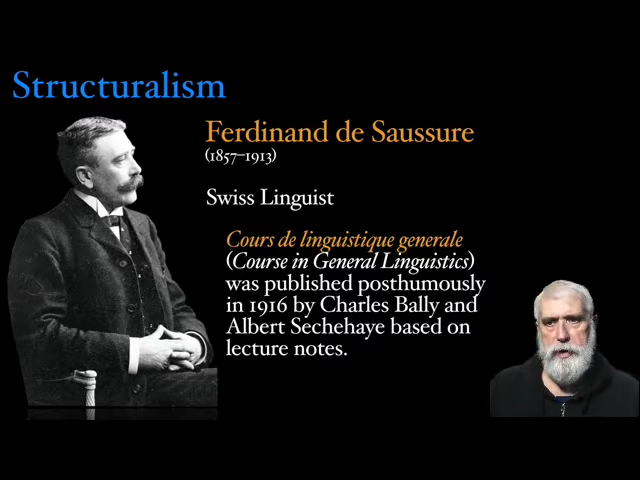 Structuralism
Ferdinand de Saussure
(1857–1913)
Swiss Linguist
Cours de linguistique generale
(Course in General Linguistics)
was published posthumously
in 1916 by Charles Bally and
Albert Sechehaye based on
lecture notes.